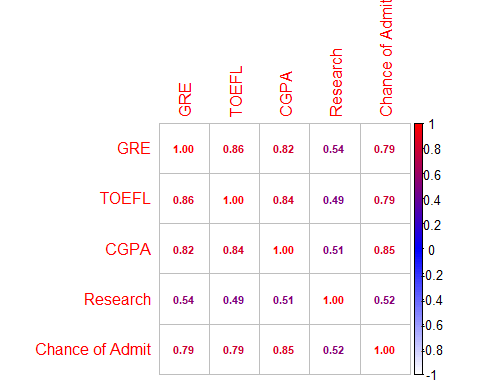 GRE
TOEFL
CGPA
Research
Chance of Admit
GRE 1.00 0.86 0.82 0.54 0.79
TOEFL 0.86 1.00 0.84 0.49 0.79
CGPA 0.82 0.84 1.00 0.51 0.85
Research 0.54 0.49 0.51 1.00 0.52
Chance of Admit 0.79 0.79 0.85 0.52 1.00
1
0.8
0.6
0.4
0.2
0
-0.2
-0.4
-0.6
-0.8
-1